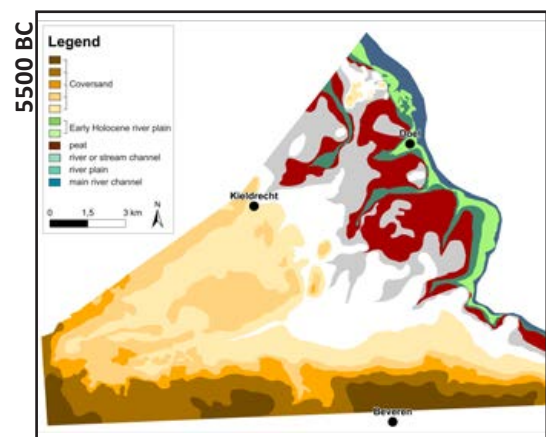 5500 BC
Legend
Coversand
Early Holocene river plain
peat
river or stream channel
river plain
main river channel
0 1,5 3 km
N
Doel
Kieldrecht
Beveren